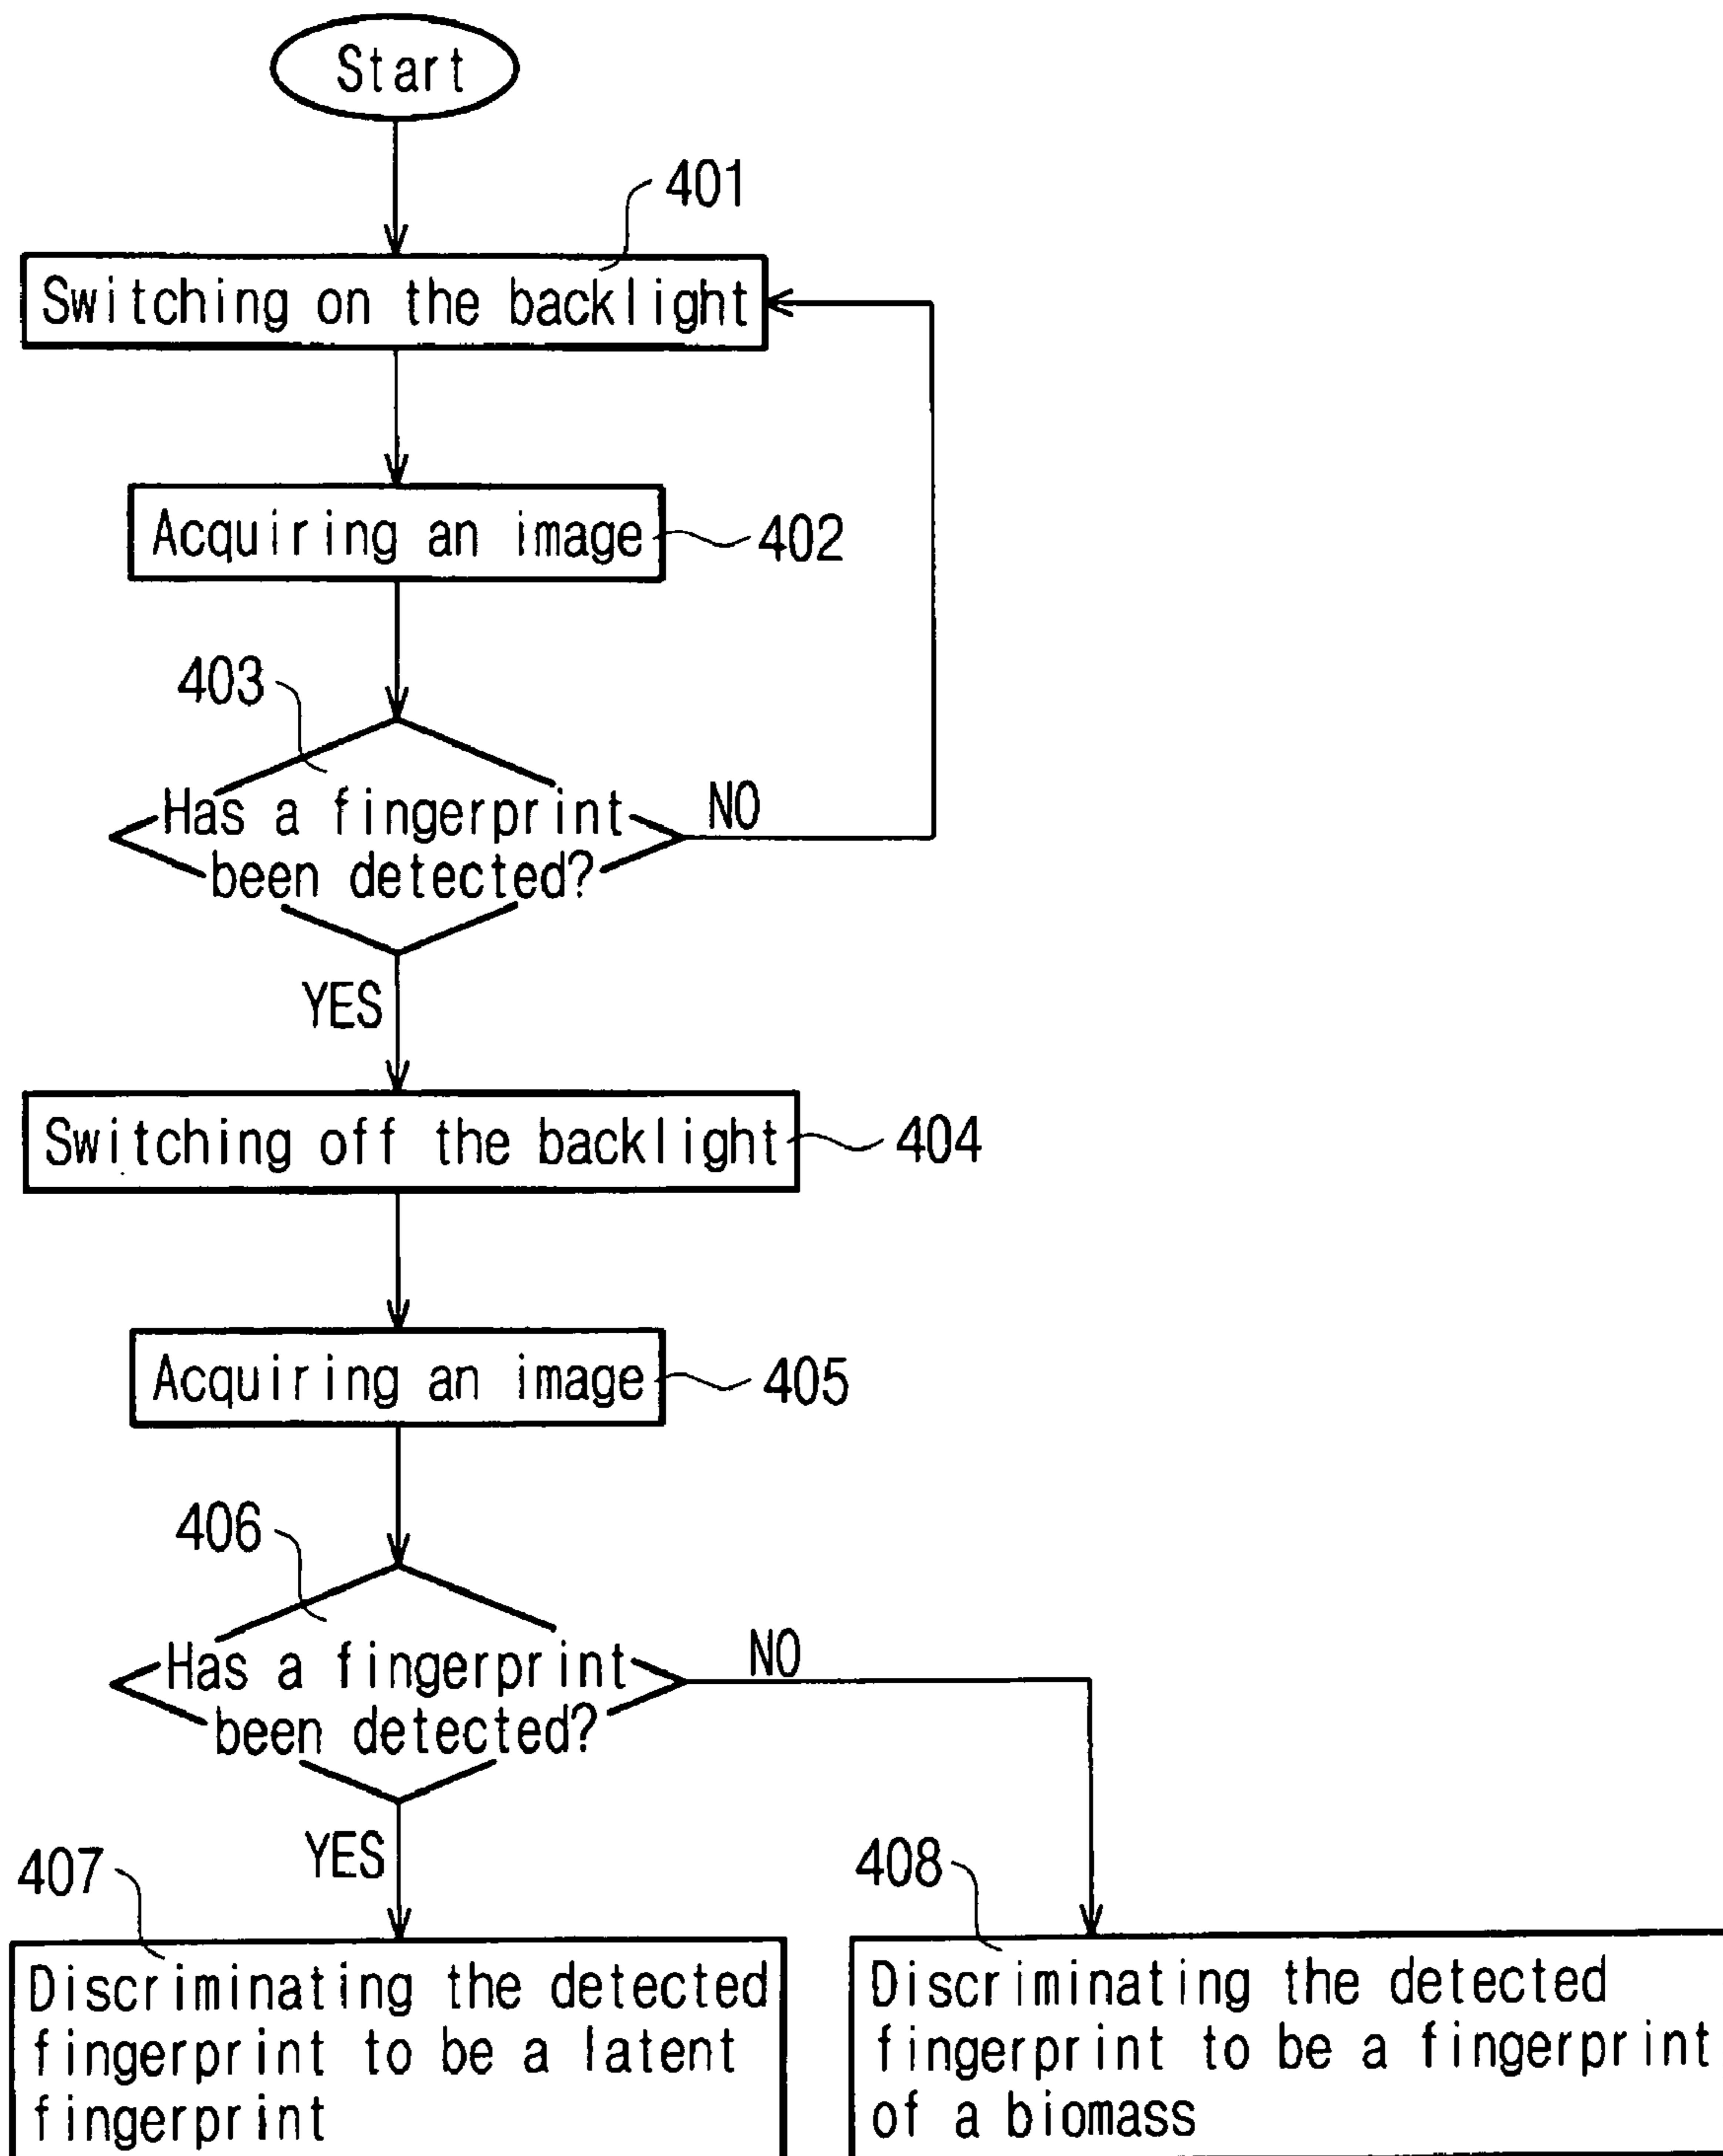 Start
401
Switching on the backlight
Acquiring an image
402
403
Has a fingerprint
been detected?
NO
YES
Switching off the backlight
404
Acquiring an image
405
406
Has a fingerprint
been detected?
NO
YES
407
Discriminating the detected
fingerprint to be a latent
fingerprint
408
Discriminating the detected
fingerprint to be a fingerprint
of a biomass